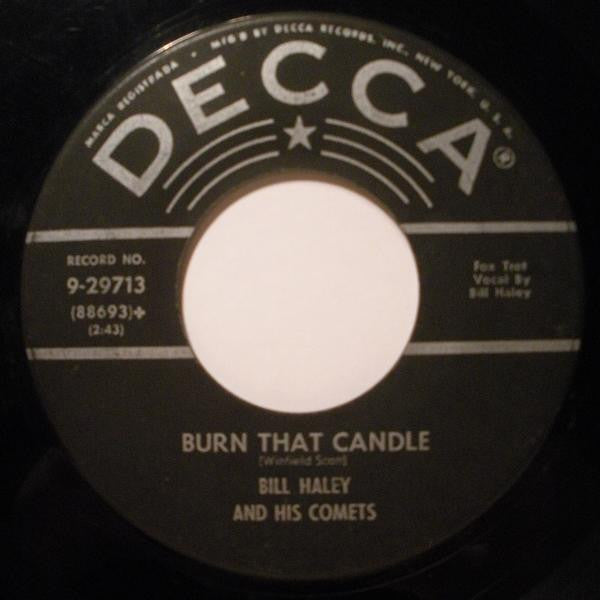 MARCA REGISTRADA • MFG'D BY DECCA RECORDS, INC., NEW YORK, U.S.A.
DECCA®
RECORD NO.
9-29713
(88693)✤
(2:43)
Fox Trot
Vocal By
Bill Haley
BURN THAT CANDLE
(Winfield Scott)
BILL HALEY
AND HIS COMETS